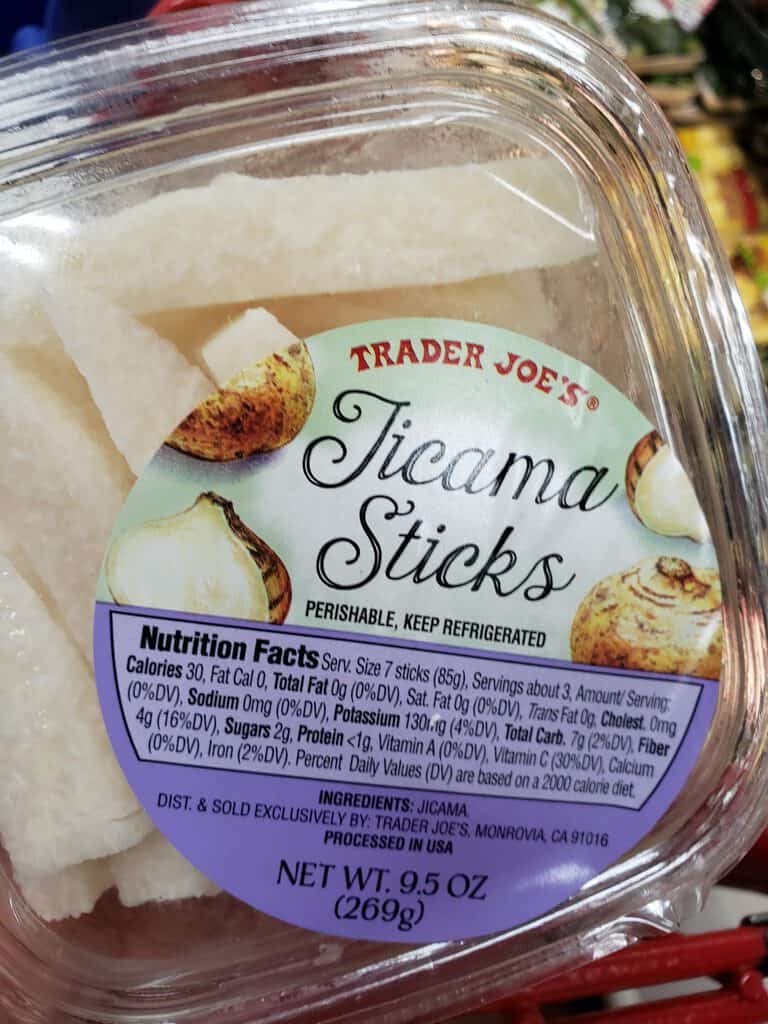 TRADER JOE'S®
Jicama
Sticks
PERISHABLE, KEEP REFRIGERATED
Nutrition Facts Serv. Size 7 sticks (85g), Servings about 3, Amount/ Serving:
Calories 30, Fat Cal 0, Total Fat 0g (0%DV), Sat. Fat 0g (0%DV), Trans Fat 0g, Cholest. 0mg
(0%DV), Sodium 0mg (0%DV), Potassium 130mg (4%DV), Total Carb. 7g (2%DV), Fiber
4g (16%DV), Sugars 2g, Protein <1g, Vitamin A (0%DV), Vitamin C (30%DV), Calcium
(0%DV), Iron (2%DV). Percent Daily Values (DV) are based on a 2000 calorie diet.
INGREDIENTS: JICAMA.
DIST. & SOLD EXCLUSIVELY BY: TRADER JOE'S, MONROVIA, CA 91016
PROCESSED IN USA
NET WT. 9.5 OZ
(269g)